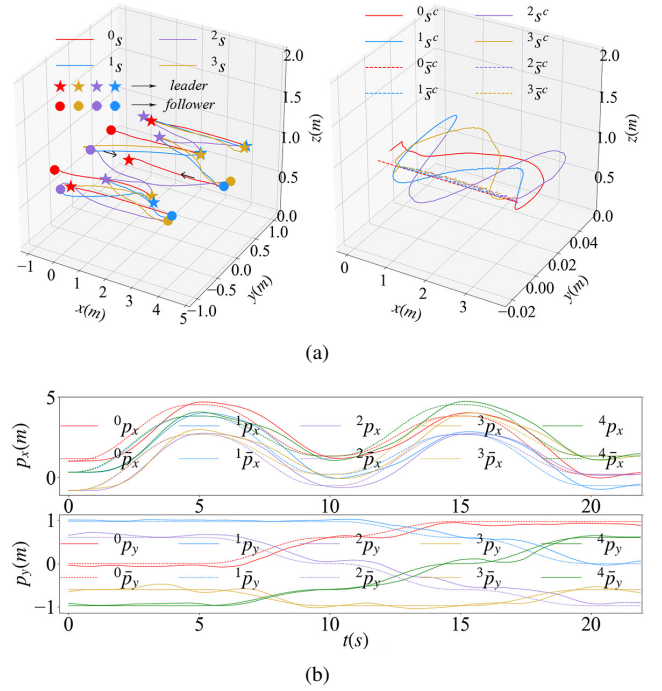 ⁰s ²s
¹s ³s
leader
follower
2.0
1.5
1.0
0.5
0.0
z(m)
−1 0 1 2 3 4 5
x(m)
−1.0 −0.5 0.0 0.5 1.0
y(m)
⁰sᶜ ²sᶜ
¹sᶜ ³sᶜ
⁰s̄ᶜ ²s̄ᶜ
¹s̄ᶜ ³s̄ᶜ
2.0
1.5
1.0
0.5
0.0
z(m)
0 1 2 3
x(m)
−0.02 0.00 0.02 0.04
y(m)
(a)
5
0
pₓ(m)
⁰pₓ ¹pₓ ²pₓ ³pₓ ⁴pₓ
⁰p̄ₓ ¹p̄ₓ ²p̄ₓ ³p̄ₓ ⁴p̄ₓ
0 5 10 15 20
1
0
−1
p_y(m)
⁰p_y ¹p_y ²p_y ³p_y ⁴p_y
⁰p̄_y ¹p̄_y ²p̄_y ³p̄_y ⁴p̄_y
0 5 10 15 20
t(s)
(b)